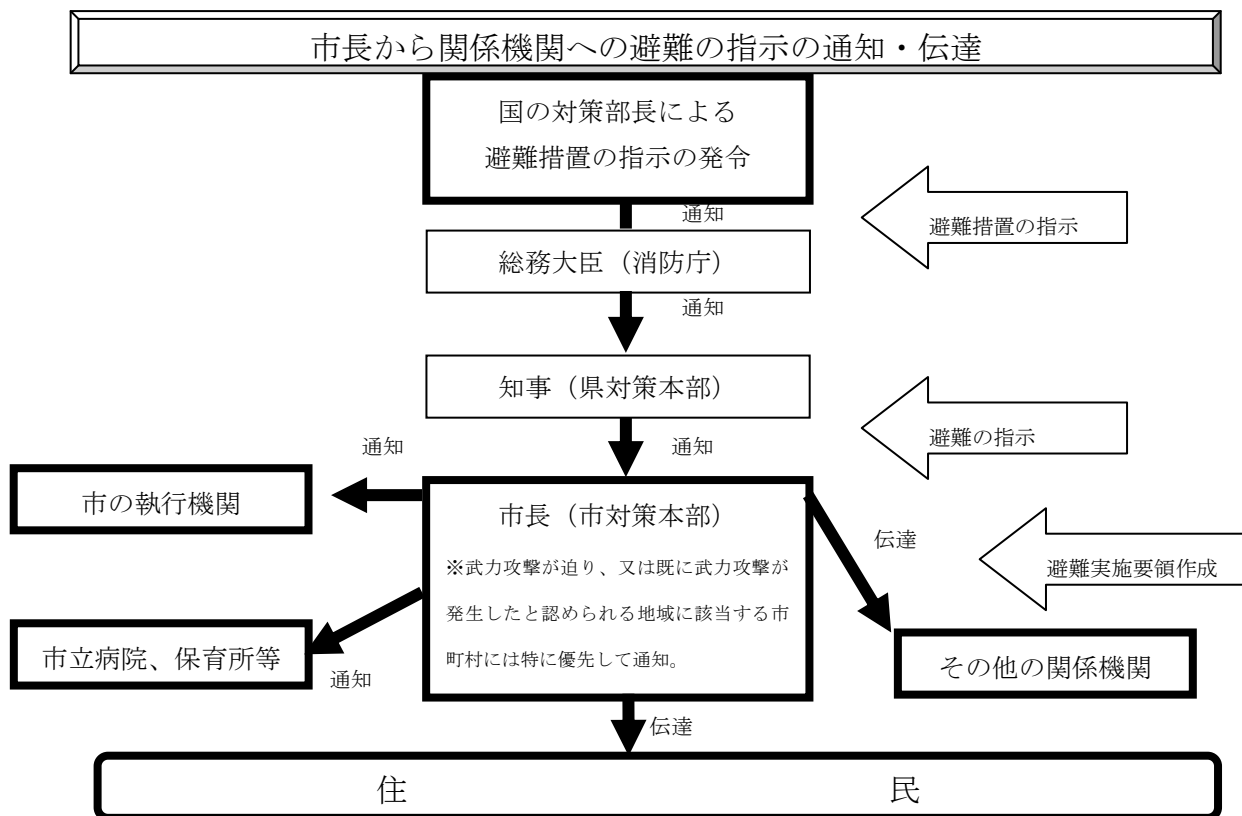 市長から関係機関への避難の指示の通知・伝達
国の対策部長による
避難措置の指示の発令
通知
避難措置の指示
総務大臣(消防庁)
通知
知事(県対策本部)
避難の指示
通知
通知
市の執行機関
市長(市対策本部)
※武力攻撃が迫り、又は既に武力攻撃が
発生したと認められる地域に該当する市
町村には特に優先して通知。
伝達
避難実施要領作成
市立病院、保育所等
通知
その他の関係機関
伝達
住 民